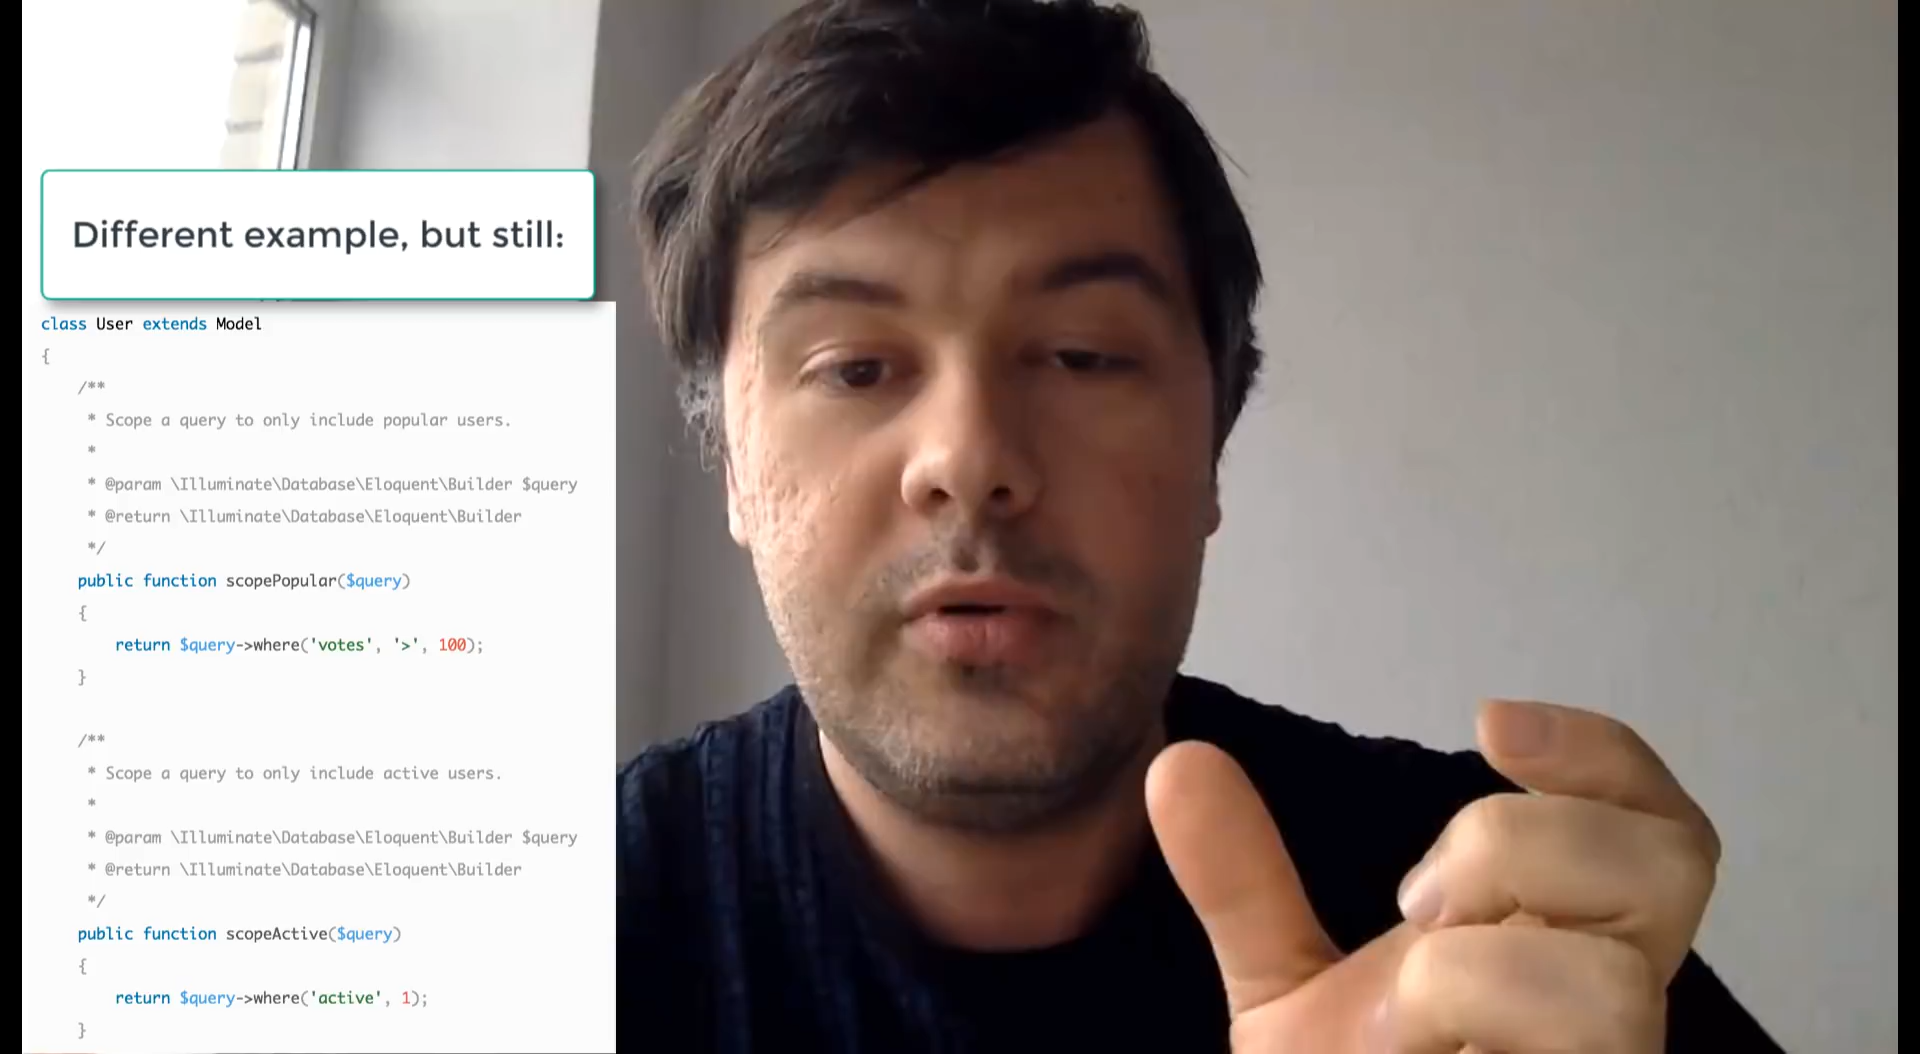 Different example, but still:
class User extends Model
{
/**
* Scope a query to only include popular users.
*
* @param \Illuminate\Database\Eloquent\Builder $query
* @return \Illuminate\Database\Eloquent\Builder
*/
public function scopePopular($query)
{
return $query->where('votes', '>', 100);
}
/**
* Scope a query to only include active users.
*
* @param \Illuminate\Database\Eloquent\Builder $query
* @return \Illuminate\Database\Eloquent\Builder
*/
public function scopeActive($query)
{
return $query->where('active', 1);
}